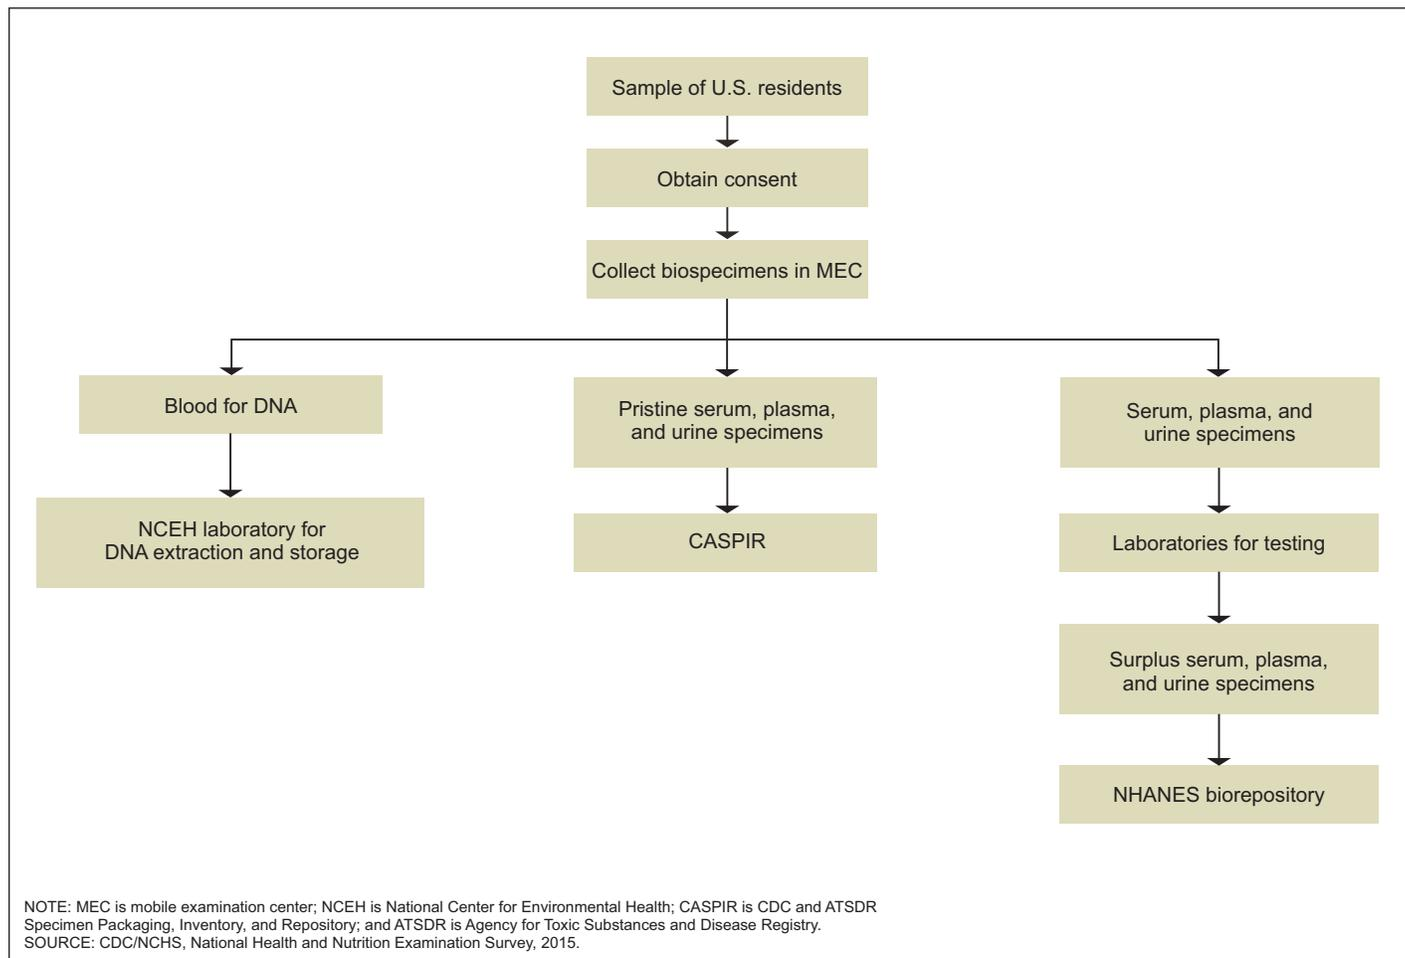 Sample of U.S. residents
Obtain consent
Collect biospecimens in MEC
Blood for DNA
NCEH laboratory for
DNA extraction and storage
Pristine serum, plasma,
and urine specimens
CASPIR
Serum, plasma, and
urine specimens
Laboratories for testing
Surplus serum, plasma,
and urine specimens
NHANES biorepository
NOTE: MEC is mobile examination center; NCEH is National Center for Environmental Health; CASPIR is CDC and ATSDR
Specimen Packaging, Inventory, and Repository; and ATSDR is Agency for Toxic Substances and Disease Registry.
SOURCE: CDC/NCHS, National Health and Nutrition Examination Survey, 2015.